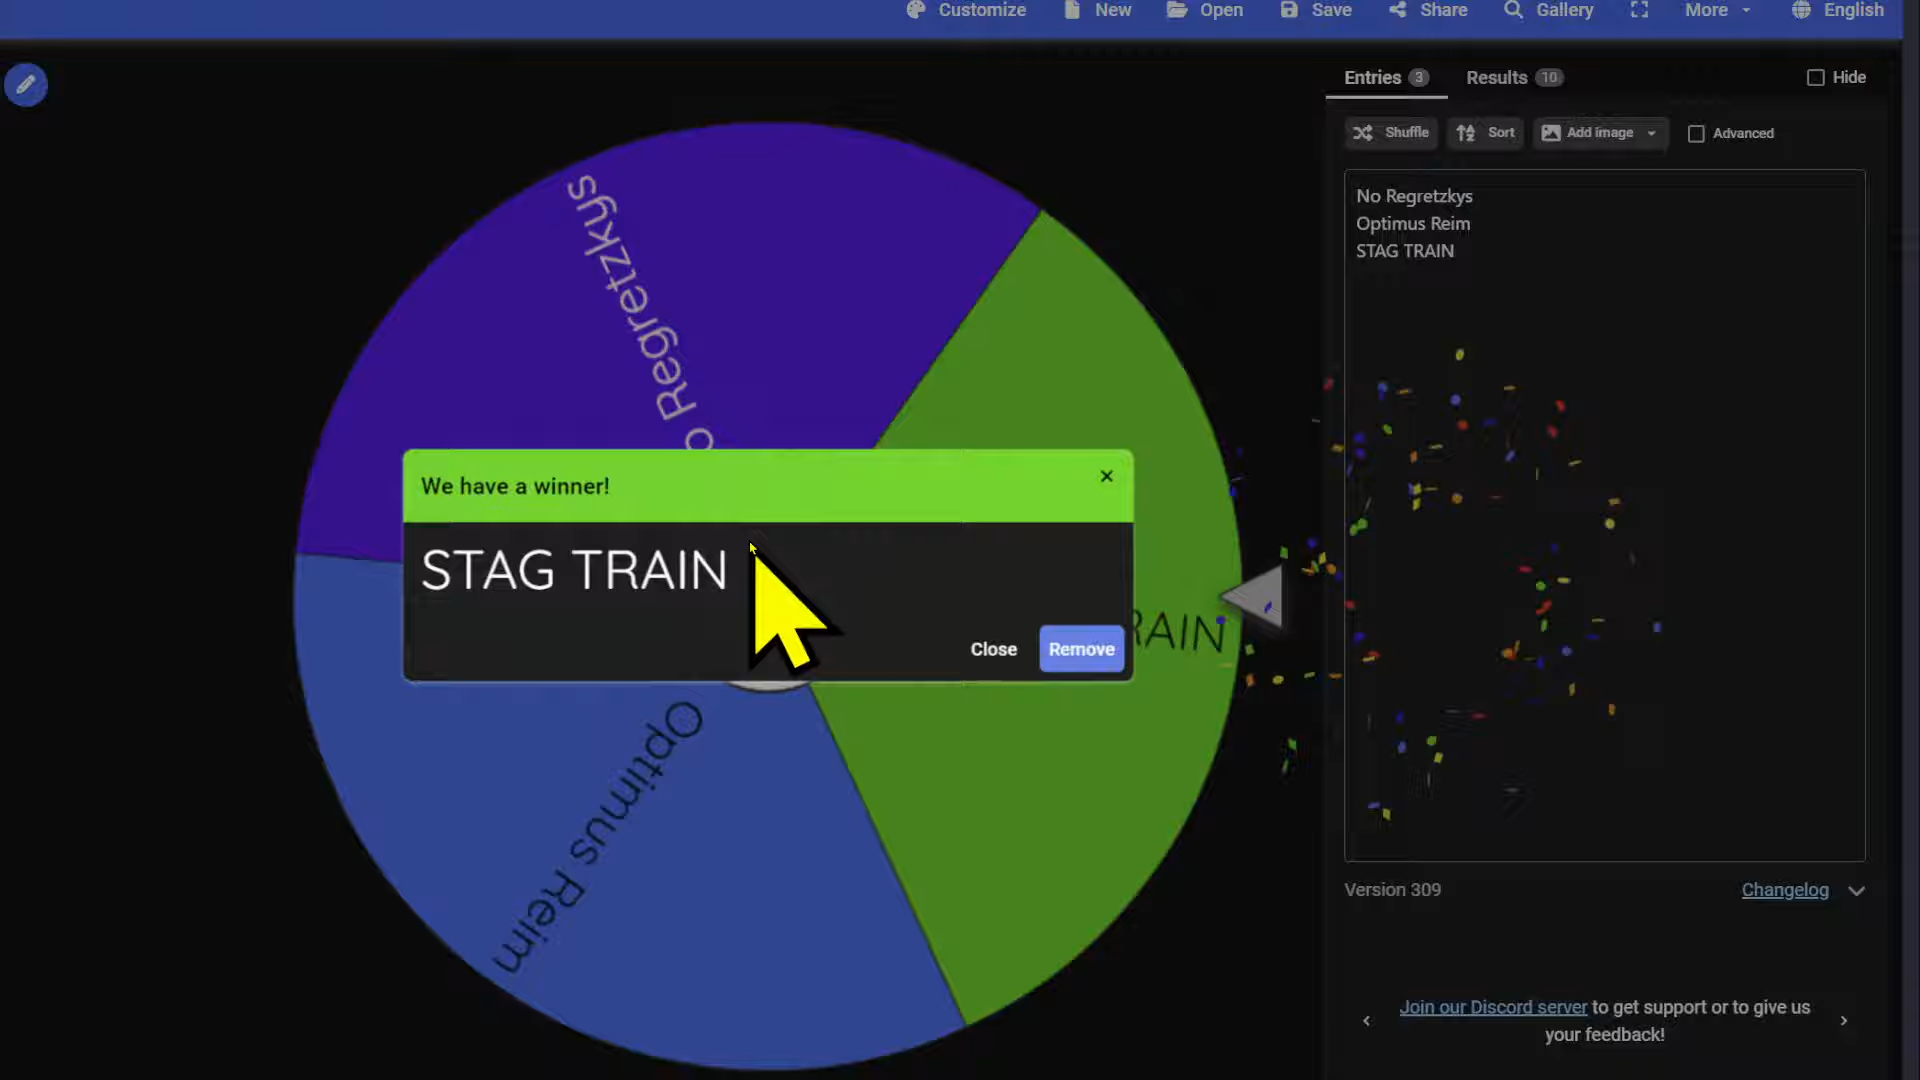 Customize New Open Save Share Gallery More English
Entries 3 Results 10 Hide
Shuffle Sort Add image Advanced
No Regretzkys
Optimus Reim
STAG TRAIN
o Regretzkys
We have a winner!
STAG TRAIN
Close Remove
RAIN
Optimus Reim
Version 309 Changelog
Join our Discord server to get support or to give us
your feedback!